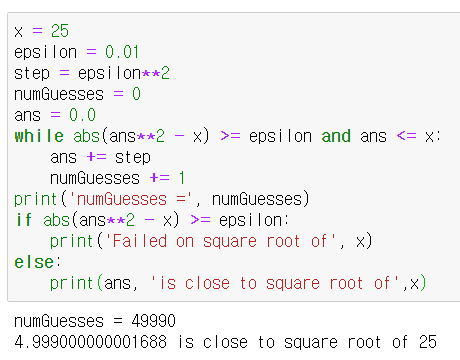 x = 25
epsilon = 0.01
step = epsilon**2
numGuesses = 0
ans = 0.0
while abs(ans**2 - x) >= epsilon and ans <= x:
    ans += step
    numGuesses += 1
print('numGuesses =', numGuesses)
if abs(ans**2 - x) >= epsilon:
    print('Failed on square root of', x)
else:
    print(ans, 'is close to square root of',x)
numGuesses = 49990
4.999000000001688 is close to square root of 25